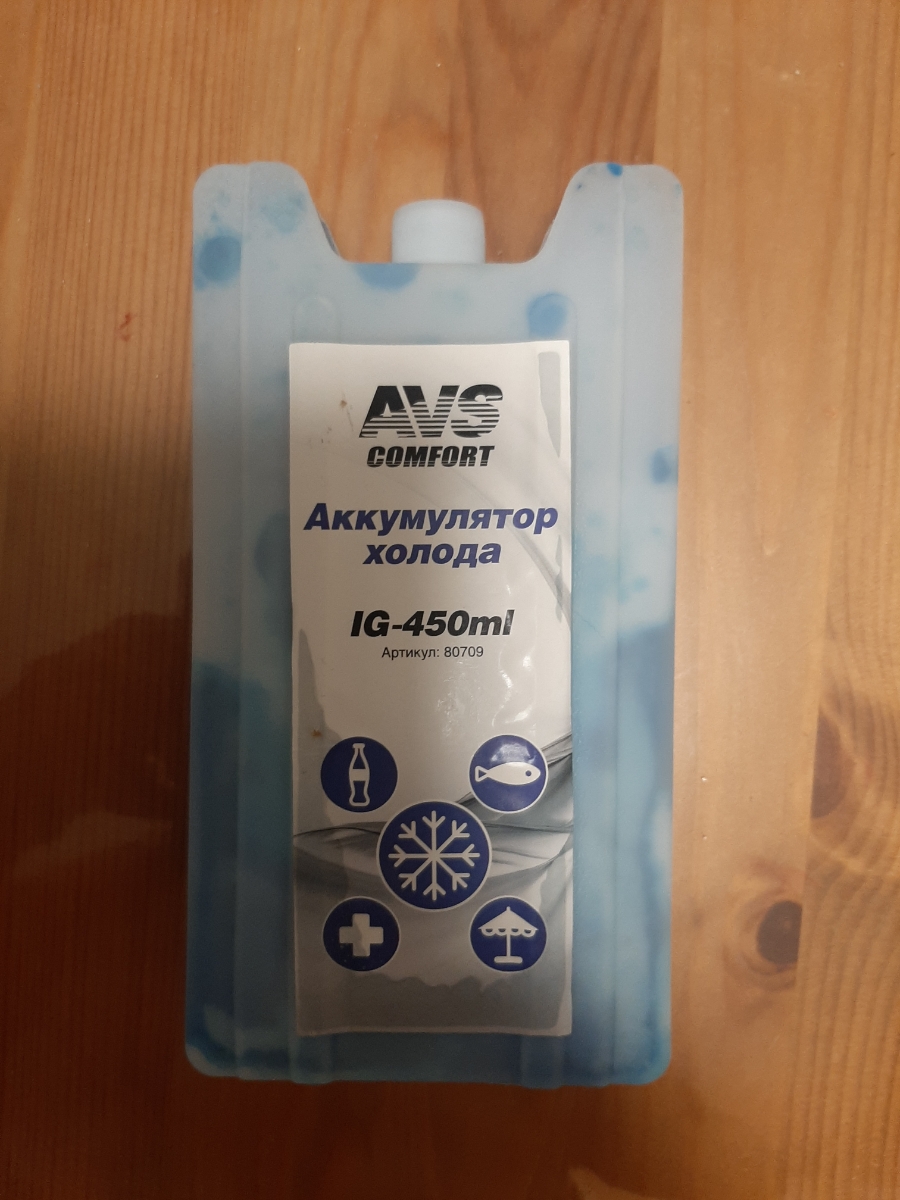 AVS
COMFORT
Аккумулятор
холода
IG-450ml
Артикул: 80709